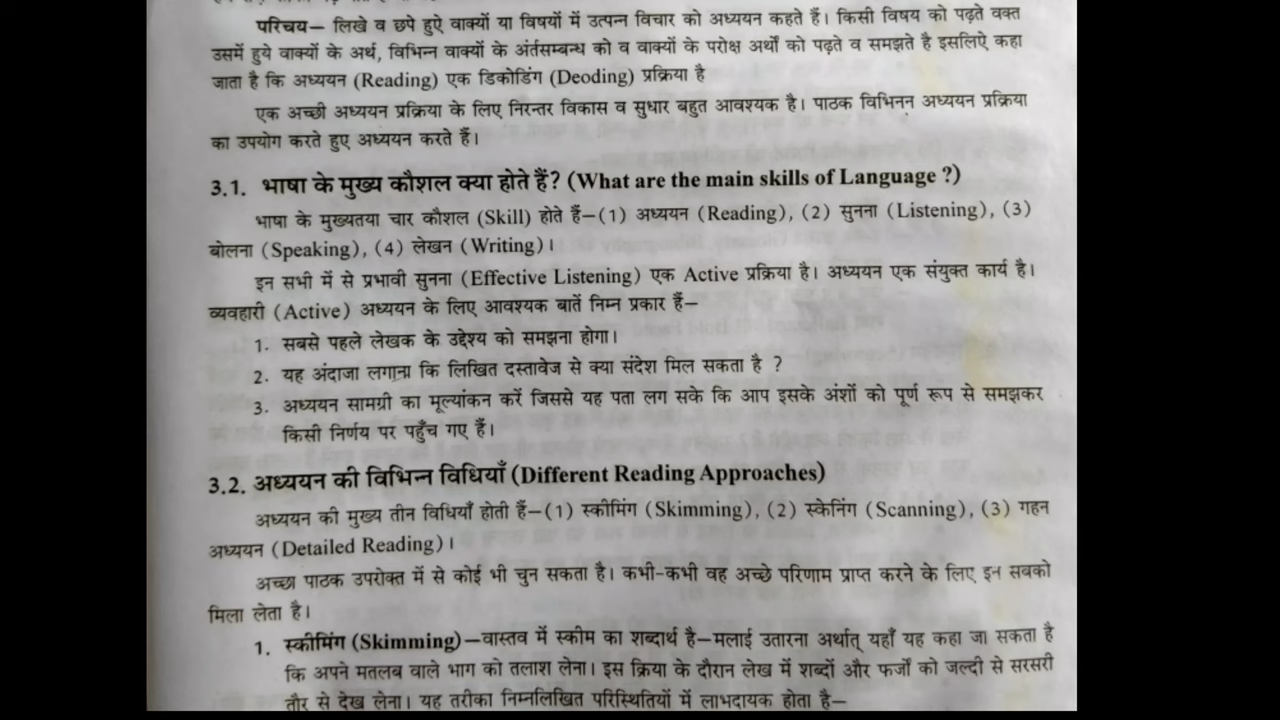 परिचय– लिखे व छपे हुऐ वाक्यों या विषयों में उत्पन्न विचार को अध्ययन कहते हैं। किसी विषय को पढ़ते वक्त
उसमें हुये वाक्यों के अर्थ, विभिन्न वाक्यों के अंर्तसम्बन्ध को व वाक्यों के परोक्ष अर्थों को पढ़ते व समझते है इसलिऐ कहा
जाता है कि अध्ययन (Reading) एक डिकोडिंग (Deoding) प्रक्रिया है
एक अच्छी अध्ययन प्रक्रिया के लिए निरन्तर विकास व सुधार बहुत आवश्यक है। पाठक विभिनन अध्ययन प्रक्रिया
का उपयोग करते हुए अध्ययन करते हैं।
3.1. भाषा के मुख्य कौशल क्या होते हैं? (What are the main skills of Language ?)
भाषा के मुख्यतया चार कौशल (Skill) होते हैं–(1) अध्ययन (Reading), (2) सुनना (Listening), (3)
बोलना (Speaking), (4) लेखन (Writing)।
इन सभी में से प्रभावी सुनना (Effective Listening) एक Active प्रक्रिया है। अध्ययन एक संयुक्त कार्य है।
व्यवहारी (Active) अध्ययन के लिए आवश्यक बातें निम्न प्रकार हैं–
1. सबसे पहले लेखक के उद्देश्य को समझना होगा।
2. यह अंदाजा लगाना कि लिखित दस्तावेज से क्या संदेश मिल सकता है ?
3. अध्ययन सामग्री का मूल्यांकन करें जिससे यह पता लग सके कि आप इसके अंशों को पूर्ण रूप से समझकर
किसी निर्णय पर पहुँच गए हैं।
3.2. अध्ययन की विभिन्न विधियाँ (Different Reading Approaches)
अध्ययन की मुख्य तीन विधियाँ होती हैं–(1) स्कीमिंग (Skimming), (2) स्केनिंग (Scanning), (3) गहन
अध्ययन (Detailed Reading)।
अच्छा पाठक उपरोक्त में से कोई भी चुन सकता है। कभी-कभी वह अच्छे परिणाम प्राप्त करने के लिए इन सबको
मिला लेता है।
1. स्कीमिंग (Skimming)–वास्तव में स्कीम का शब्दार्थ है–मलाई उतारना अर्थात् यहाँ यह कहा जा सकता है
कि अपने मतलब वाले भाग को तलाश लेना। इस क्रिया के दौरान लेख में शब्दों और फर्जों को जल्दी से सरसरी
तौर से देख लेना। यह तरीका निम्नलिखित परिस्थितियों में लाभदायक होता है–